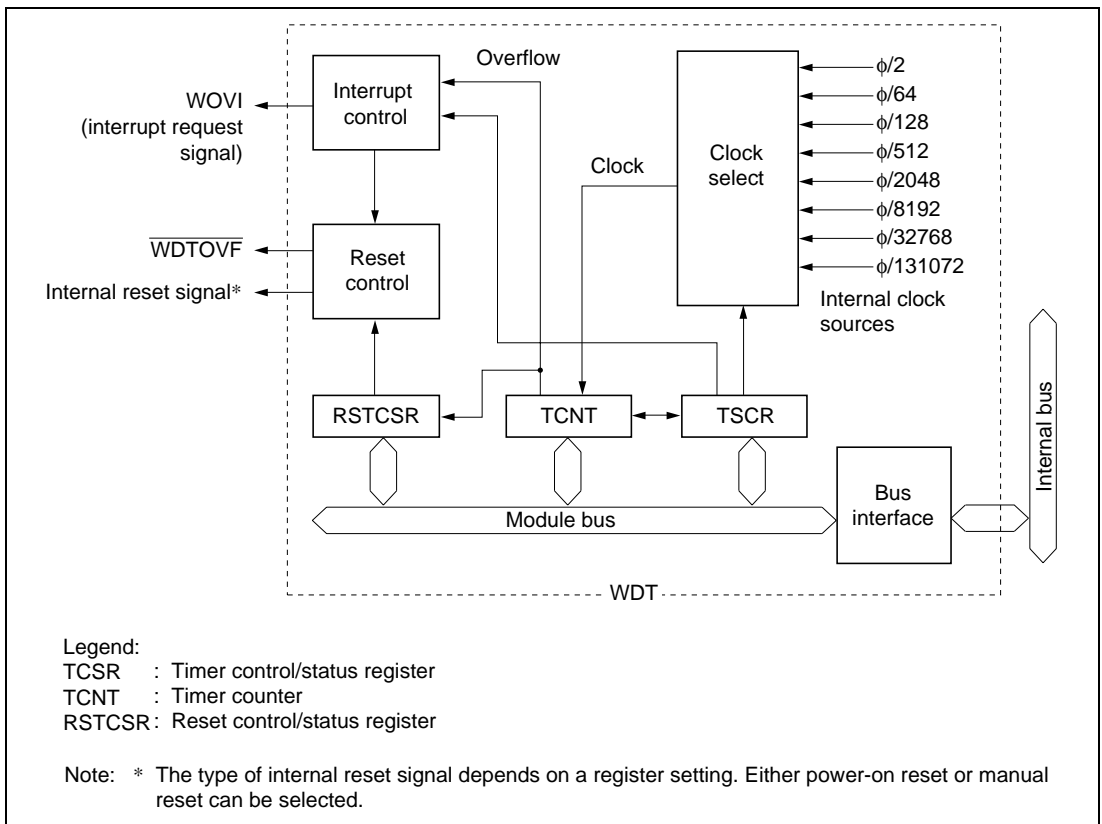 Overflow
Interrupt
control
WOVI
(interrupt request
signal)
Clock
Clock
select
ϕ/2
ϕ/64
ϕ/128
ϕ/512
ϕ/2048
ϕ/8192
ϕ/32768
ϕ/131072
Internal clock
sources
WDTOVF
Internal reset signal*
Reset
control
RSTCSR
TCNT
TSCR
Module bus
Bus
interface
Internal bus
WDT
Legend:
TCSR : Timer control/status register
TCNT : Timer counter
RSTCSR : Reset control/status register
Note: * The type of internal reset signal depends on a register setting. Either power-on reset or manual
reset can be selected.